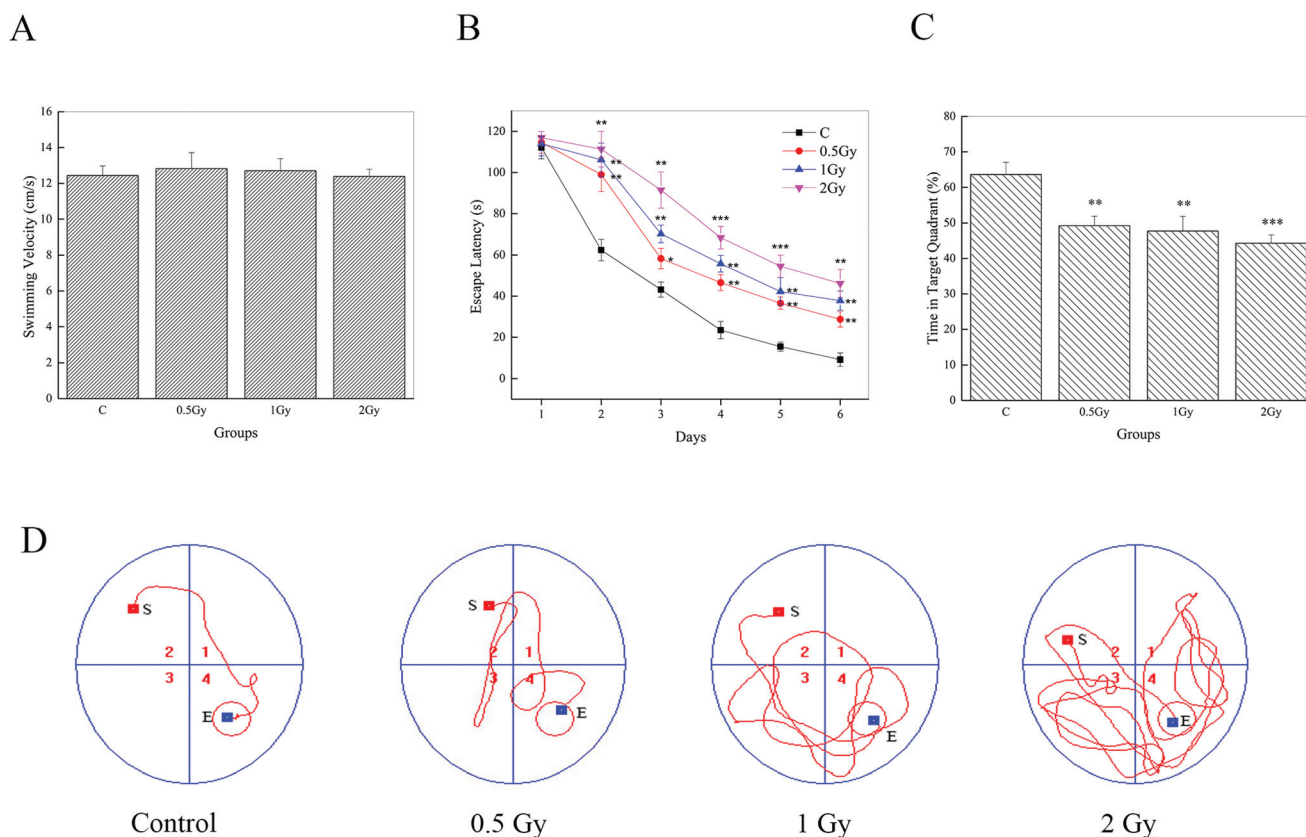 A
B
C
16
14
12
10
8
6
4
2
0
Swimming Velocity (cm/s)
C
0.5Gy
1Gy
2Gy
Groups
120
100
80
60
40
20
0
Escape Latency (s)
C
0.5Gy
1Gy
2Gy
**
**
**
**
**
*
***
**
**
***
**
**
**
**
**
1
2
3
4
5
6
Days
80
70
60
50
40
30
20
10
0
Time in Target Quadrant (%)
**
**
***
C
0.5Gy
1Gy
2Gy
Groups
D
S
2 1
3 4
E
Control
S
2 1
3 4
E
0.5 Gy
S
2 1
3 4
E
1 Gy
S
2 1
3 4
E
2 Gy